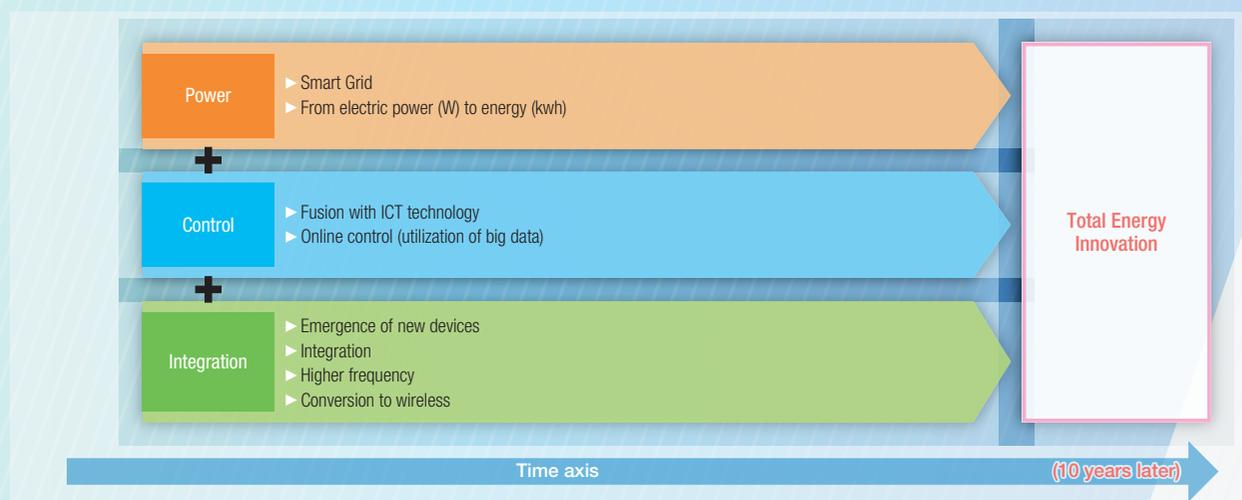 Power
▶ Smart Grid
▶ From electric power (W) to energy (kwh)
+
Control
▶ Fusion with ICT technology
▶ Online control (utilization of big data)
+
Integration
▶ Emergence of new devices
▶ Integration
▶ Higher frequency
▶ Conversion to wireless
Total Energy
Innovation
Time axis
(10 years later)